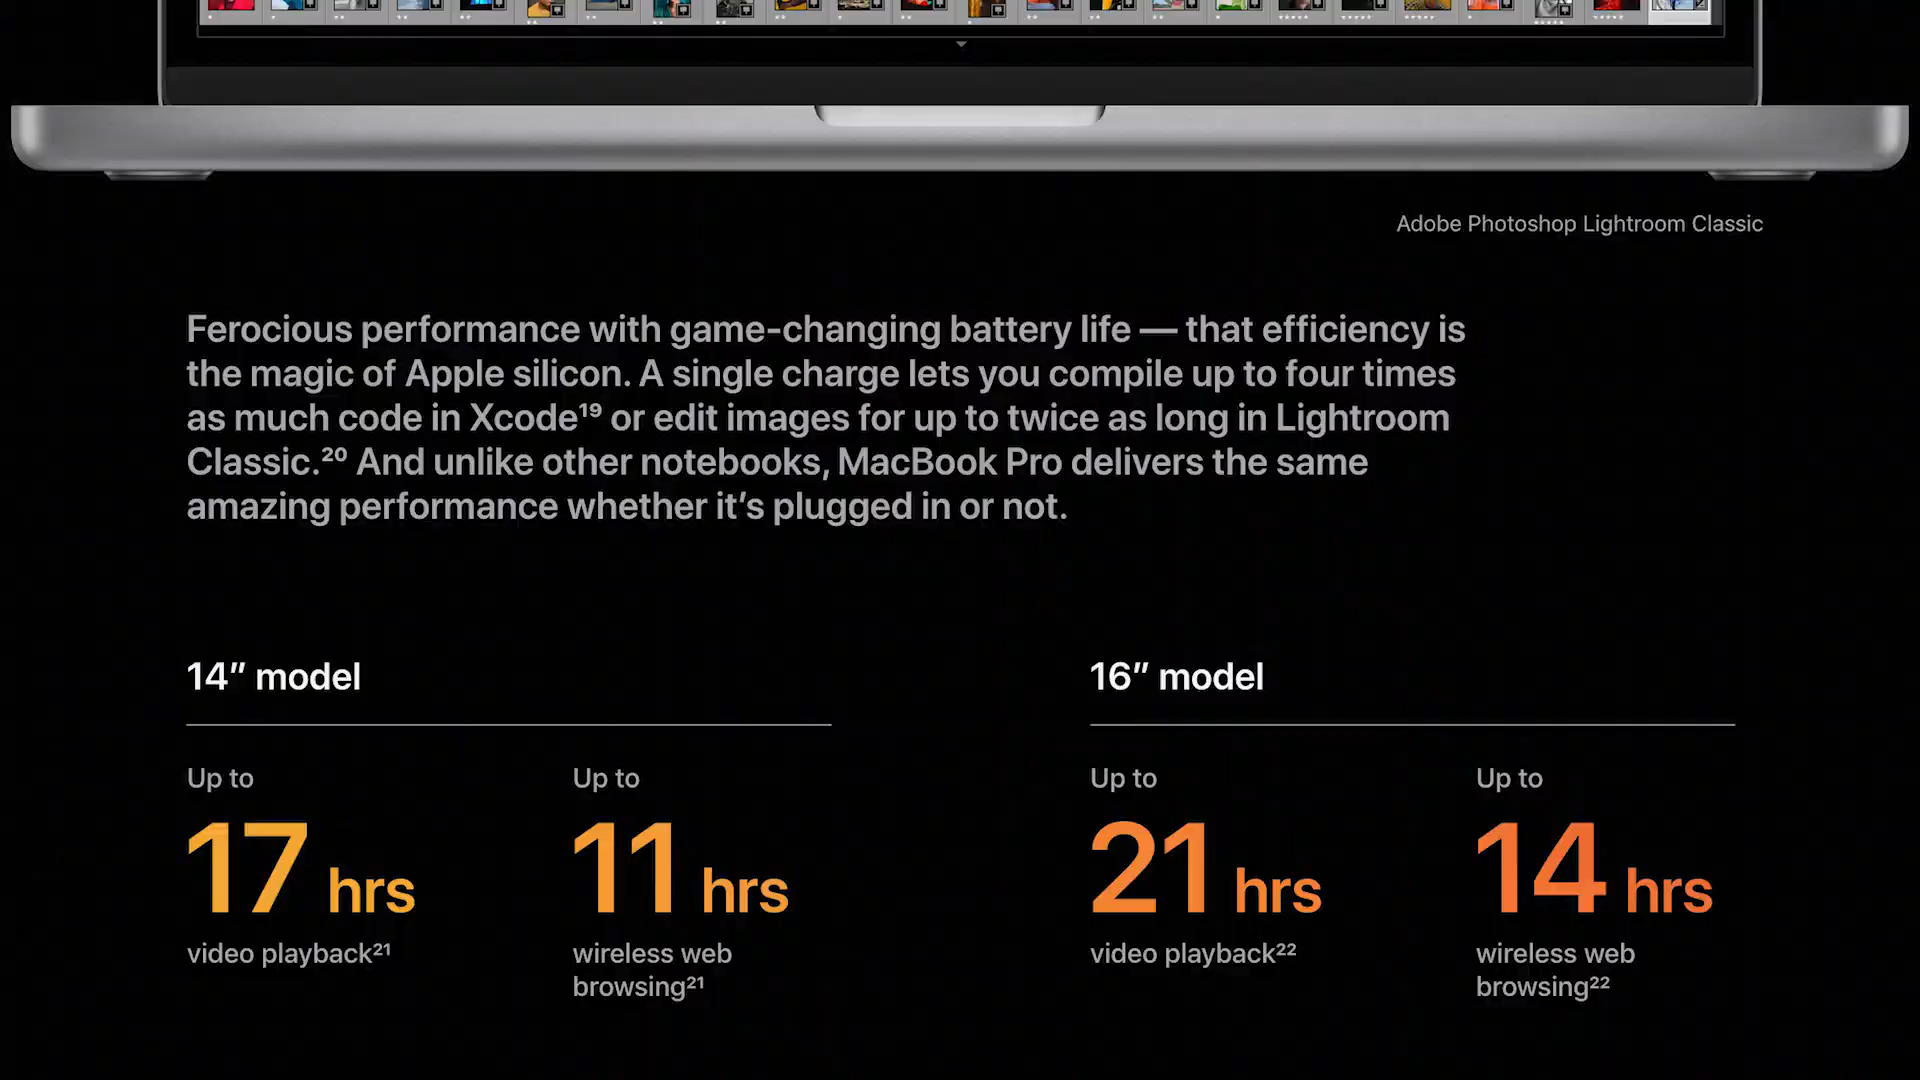 Adobe Photoshop Lightroom Classic
Ferocious performance with game-changing battery life — that efficiency is
the magic of Apple silicon. A single charge lets you compile up to four times
as much code in Xcode¹⁹ or edit images for up to twice as long in Lightroom
Classic.²⁰ And unlike other notebooks, MacBook Pro delivers the same
amazing performance whether it’s plugged in or not.
14″ model
Up to
17 hrs
video playback²¹
Up to
11 hrs
wireless web
browsing²¹
16″ model
Up to
21 hrs
video playback²²
Up to
14 hrs
wireless web
browsing²²